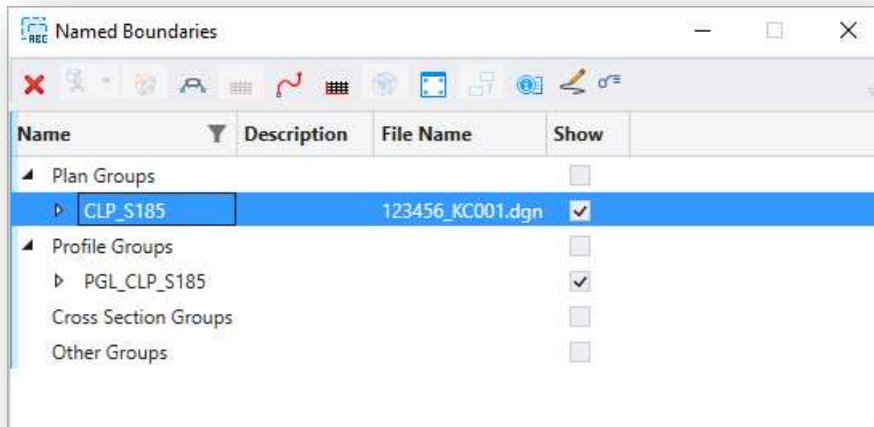 Named Boundaries
Name Description File Name Show
Plan Groups
CLP_S185 123456_KC001.dgn
Profile Groups
PGL_CLP_S185
Cross Section Groups
Other Groups